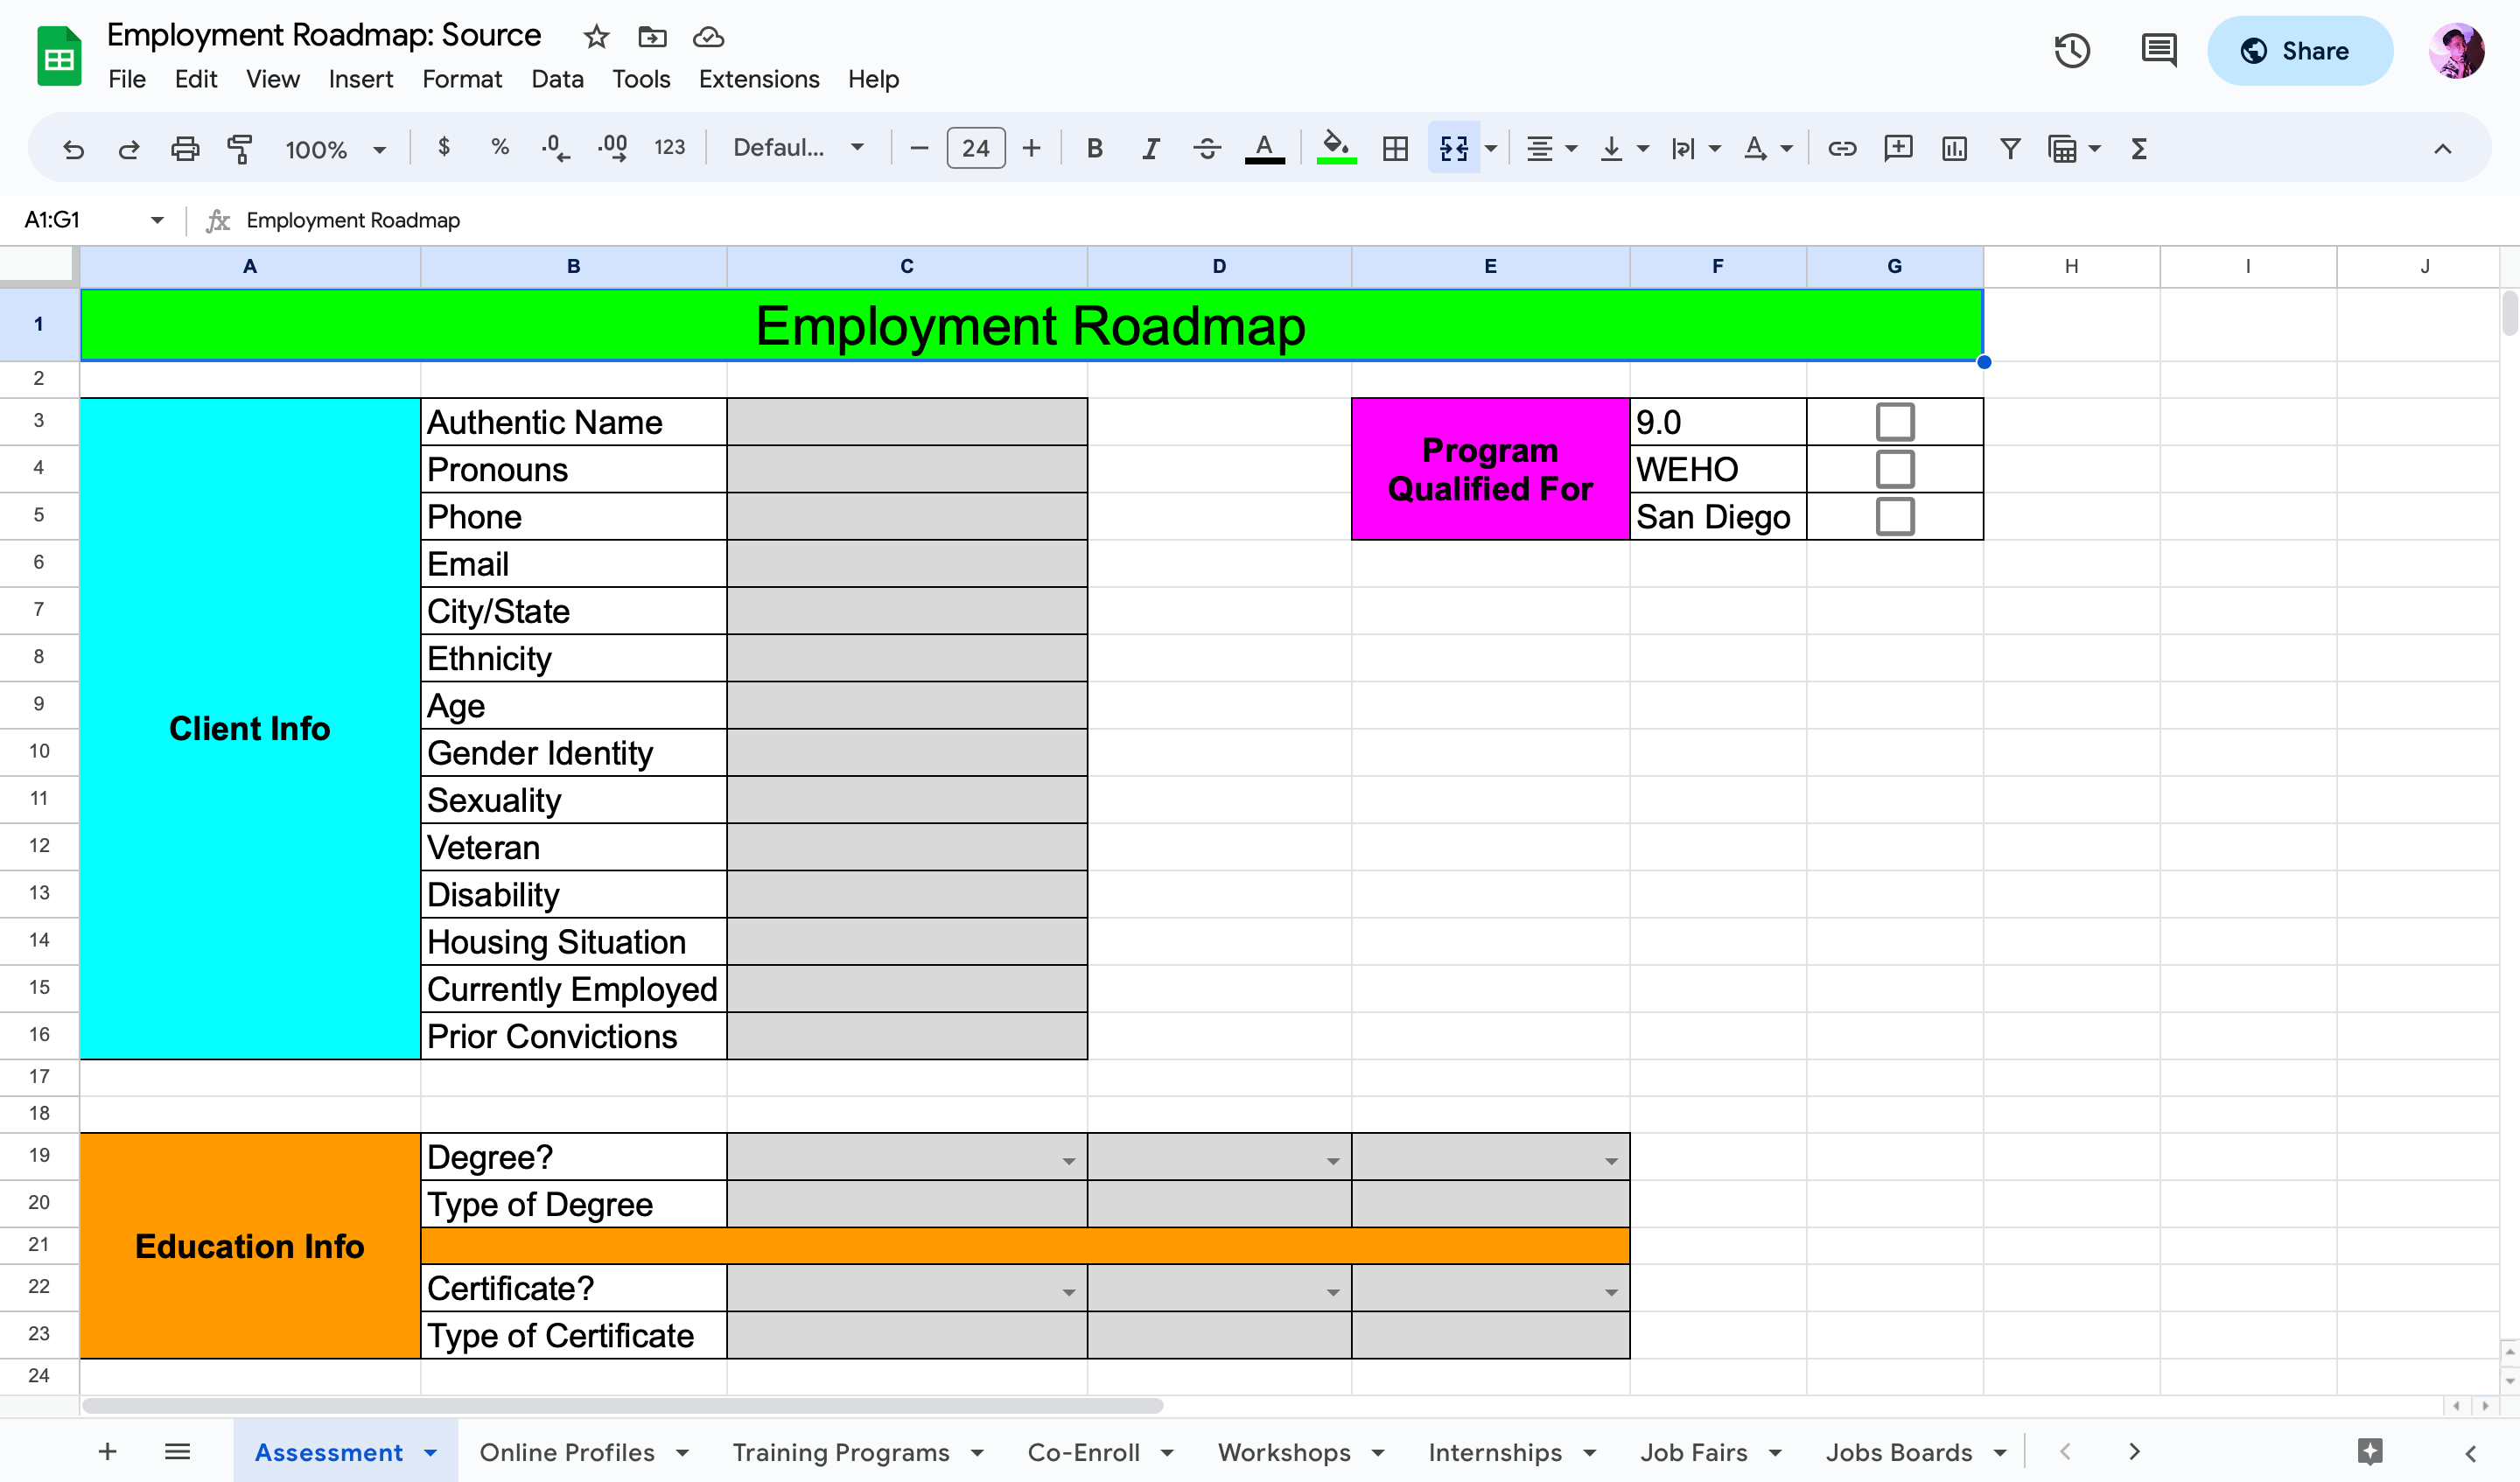 Employment Roadmap: Source
File Edit View Insert Format Data Tools Extensions Help
Share
100% $ % .0 .00 123 Defaul... 24 B I A A Σ
A1:G1 fx Employment Roadmap
A B C D E F G H I J
1 Employment Roadmap
2
3 Authentic Name 9.0
4 Pronouns WEHO
5 Phone San Diego
Program
Qualified For
6 Email
7 City/State
8 Ethnicity
9 Age
Client Info
10 Gender Identity
11 Sexuality
12 Veteran
13 Disability
14 Housing Situation
15 Currently Employed
16 Prior Convictions
17
18
19 Degree?
20 Type of Degree
21 Education Info
22 Certificate?
23 Type of Certificate
24
Assessment Online Profiles Training Programs Co-Enroll Workshops Internships Job Fairs Jobs Boards